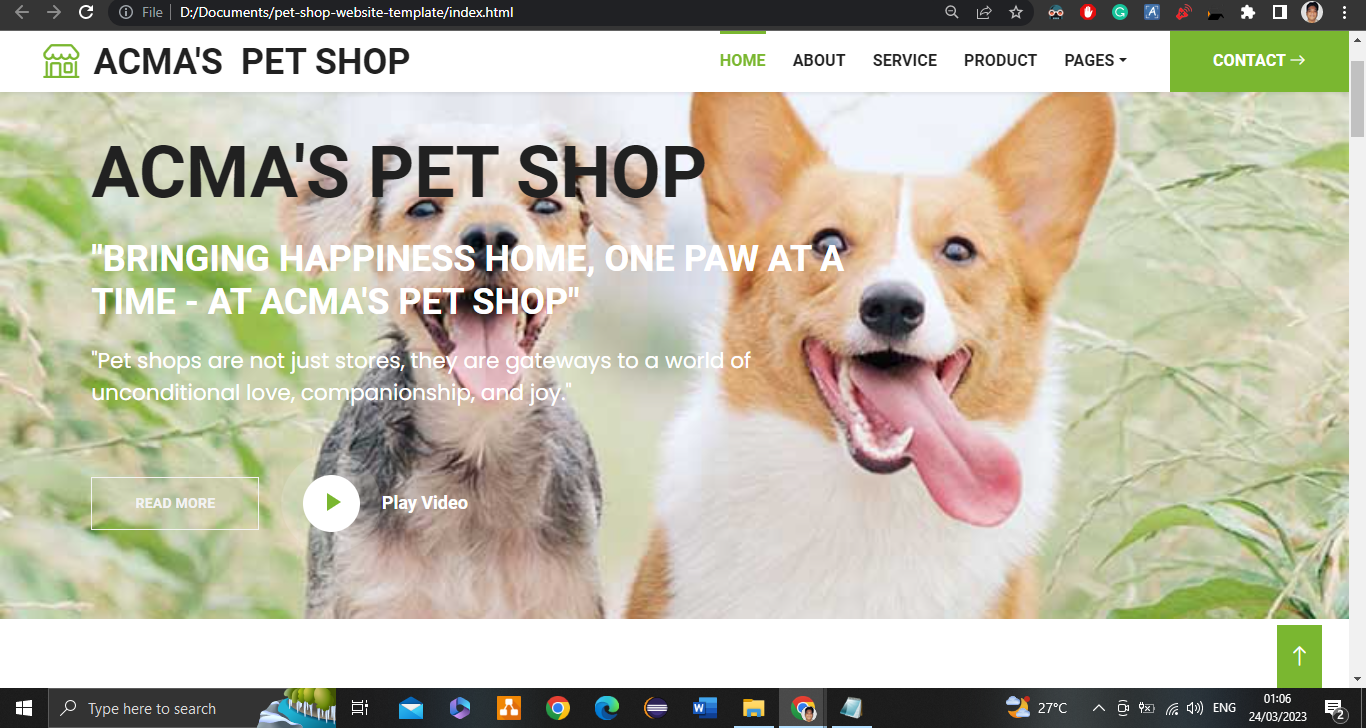 File
D:/Documents/pet-shop-website-template/index.html
ACMA'S PET SHOP
HOME
ABOUT
SERVICE
PRODUCT
PAGES
CONTACT →
ACMA'S PET SHOP
"BRINGING HAPPINESS HOME, ONE PAW AT A
TIME - AT ACMA'S PET SHOP"
"Pet shops are not just stores, they are gateways to a world of
unconditional love, companionship, and joy."
READ MORE
Play Video
Type here to search
27°C
ENG
01:06
24/03/2023
2